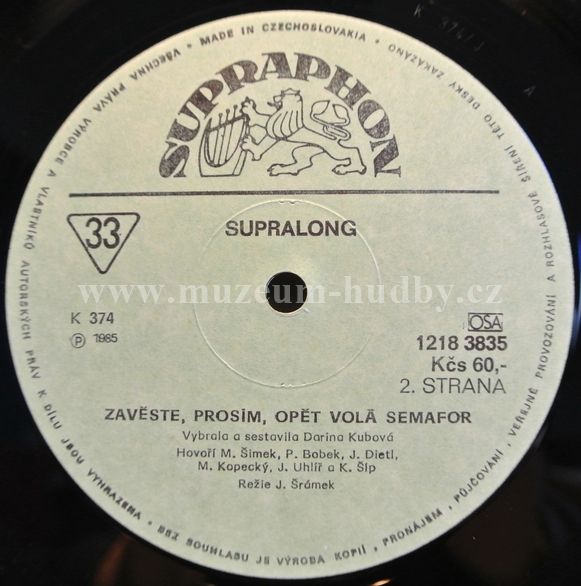 SUPRAPHON
SUPRALONG
33
K 374
Ⓟ 1985
OSA
1218 3835
Kčs 60,-
2. STRANA
ZAVĚSTE, PROSÍM, OPĚT VOLÁ SEMAFOR
Vybrala a sestavila Darina Kubová
Hovoří M. Šimek, P. Bobek, J. Dietl,
M. Kopecký, J. Uhlíř a K. Šíp
Režie J. Šrámek
MADE IN CZECHOSLOVAKIA • VŠECHNA PRÁVA VÝROBCE A VLASTNÍKŮ AUTORSKÝCH PRÁV K DÍLU JSOU VYHRAZENA • BEZ SOUHLASU JE VÝROBA KOPIÍ, PRONÁJEM, PŮJČOVÁNÍ, VEŘEJNÉ PROVOZOVÁNÍ A ROZHLASOVÉ ŠÍŘENÍ TÉTO DESKY ZAKÁZÁNO
www.muzeum-hudby.cz